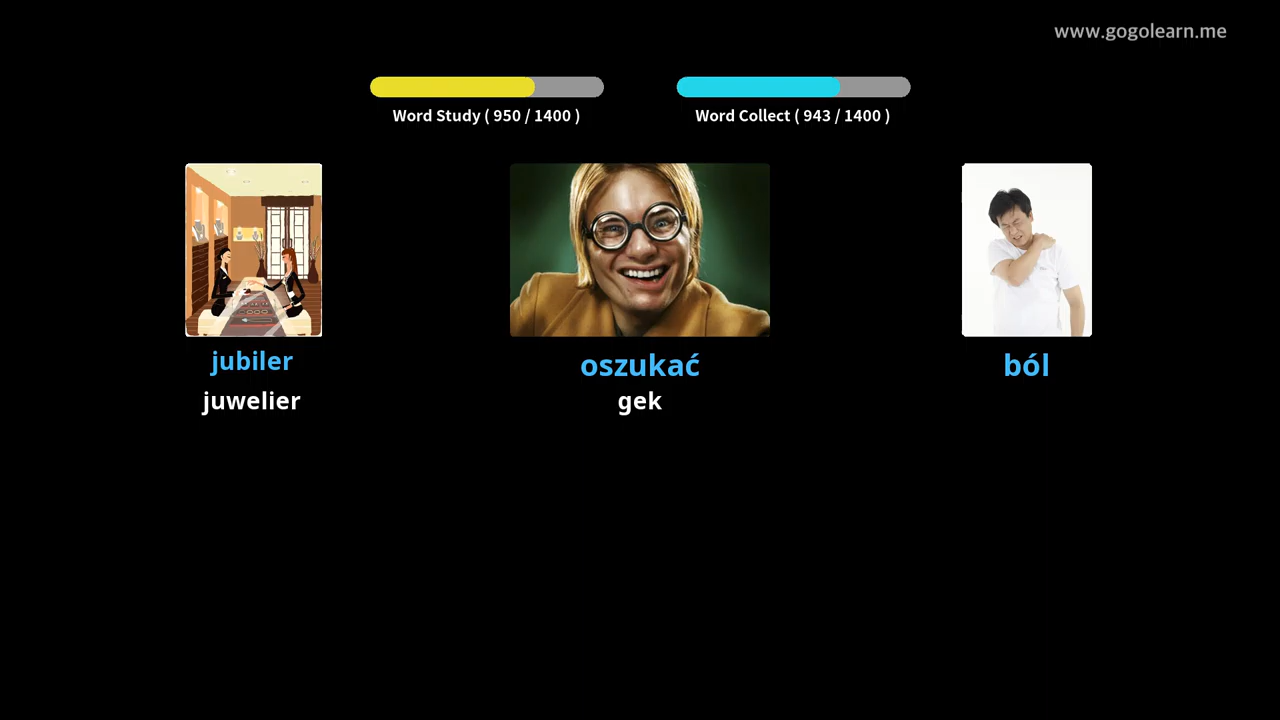 www.gogolearn.me
Word Study ( 950 / 1400 )
Word Collect ( 943 / 1400 )
jubiler
oszukać
ból
juwelier
gek